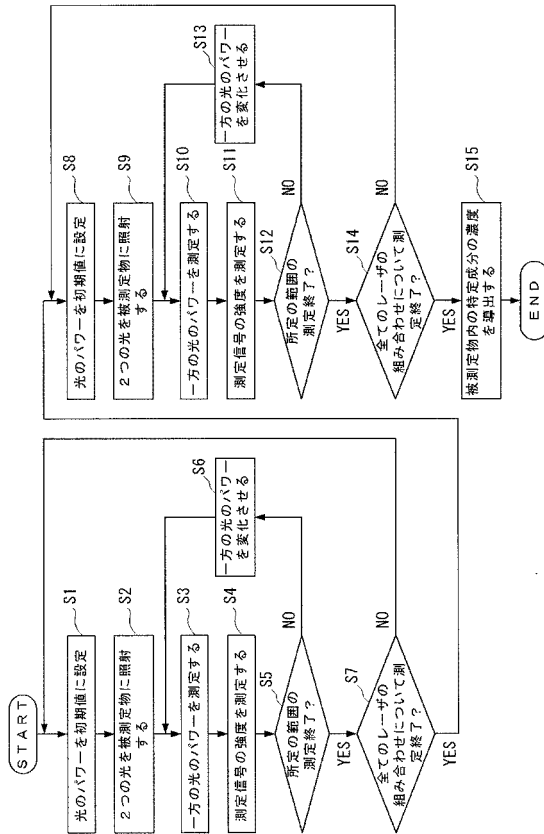 START
S1
光のパワーを初期値に設定
S2
2つの光を被測定物に照射
する
S3
一方の光のパワーを測定する
S4
測定信号の強度を測定する
S5
所定の範囲の
測定終了?
NO
YES
S6
一方の光のパワー
を変化させる
S7
全てのレーザの
組み合わせについて測
定終了?
NO
YES
S8
光のパワーを初期値に設定
S9
2つの光を被測定物に照射
する
S10
一方の光のパワーを測定する
S11
測定信号の強度を測定する
S12
所定の範囲の
測定終了?
NO
YES
S13
一方の光のパワー
を変化させる
S14
全てのレーザの
組み合わせについて測
定終了?
NO
YES
S15
被測定物内の特定成分の濃度
を導出する
END